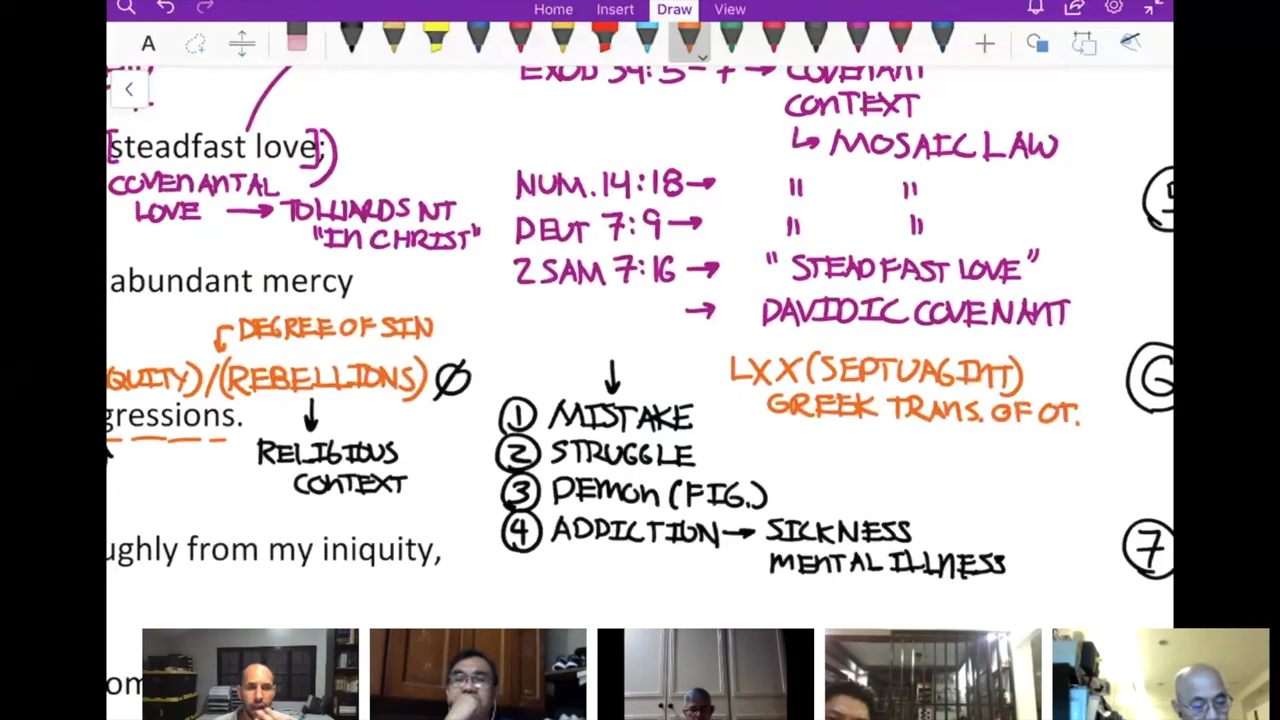 Home Insert Draw View
A
EXOD 34:5-7 → COVENANT
CONTEXT
↳ MOSAIC LAW
[steadfast love];)
COVENANTAL
LOVE → TOWARDS NT
"IN CHRIST"
NUM. 14:18 → " "
DEUT 7:9 → " "
2 SAM 7:16 → "STEADFAST LOVE"
→ DAVIDIC COVENANT
abundant mercy
DEGREE OF SIN
QUITY)/(REBELLIONS) Ø
gressions.
↓
RELIGIOUS
CONTEXT
↓
① MISTAKE
② STRUGGLE
③ DEMON (FIG.)
④ ADDICTION → SICKNESS
MENTAL ILLNESS
LXX (SEPTUAGINT)
GREEK TRANS. OF OT.
ughly from my iniquity,
om
⑦